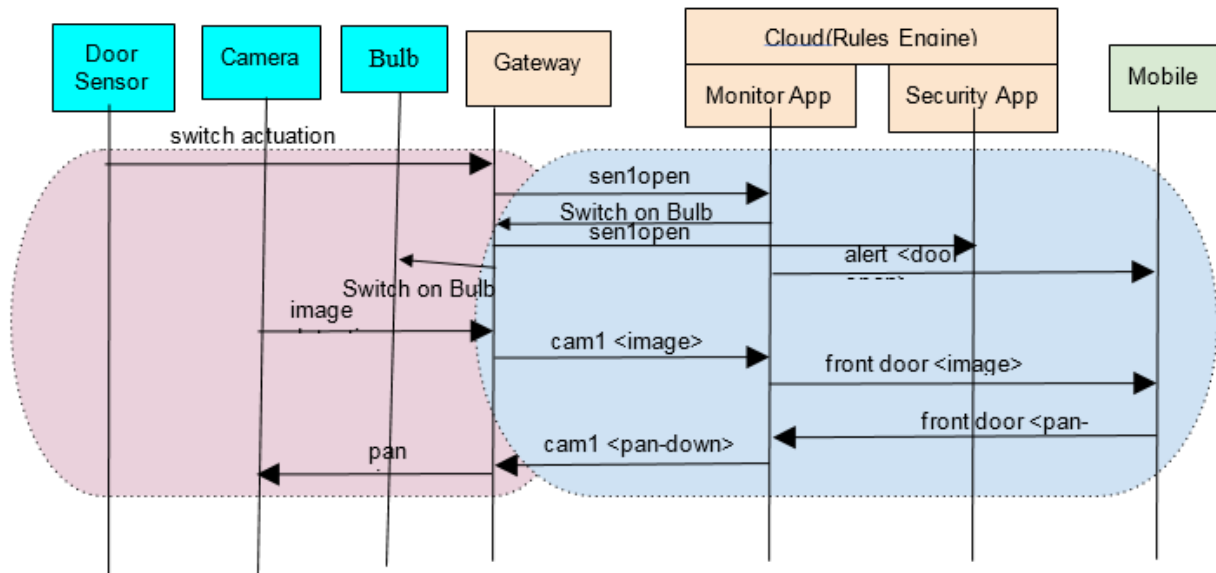 Door
Sensor
Camera
Bulb
Gateway
Cloud(Rules Engine)
Monitor App
Security App
Mobile
switch actuation
sen1open
Switch on Bulb
sen1open
alert <door
Switch on Bulb
image
cam1 <image>
front door <image>
front door <pan-
cam1 <pan-down>
pan